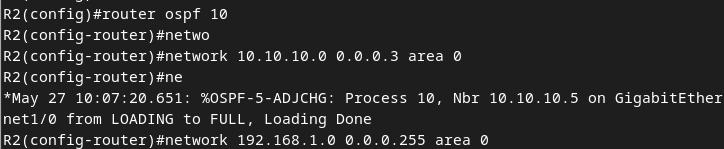 R2(config)#router ospf 10
R2(config-router)#netwo
R2(config-router)#network 10.10.10.0 0.0.0.3 area 0
R2(config-router)#ne
*May 27 10:07:20.651: %OSPF-5-ADJCHG: Process 10, Nbr 10.10.10.5 on GigabitEther
net1/0 from LOADING to FULL, Loading Done
R2(config-router)#network 192.168.1.0 0.0.0.255 area 0